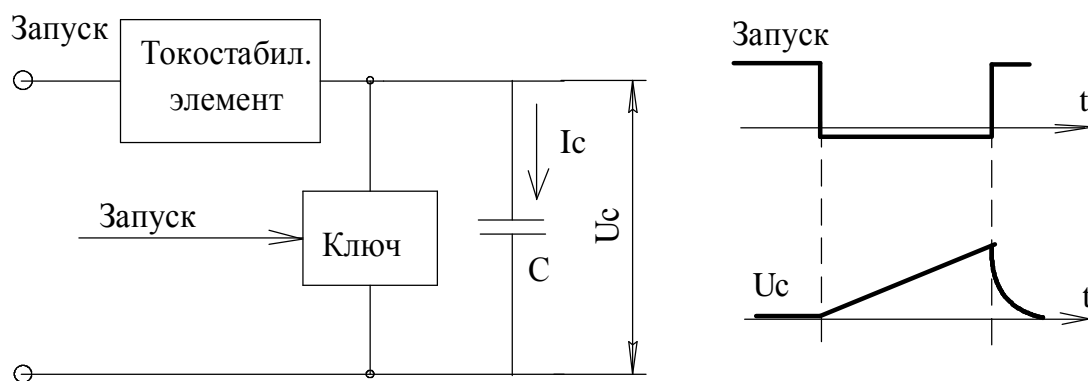 Запуск
Токостабил.
элемент
Ic
Запуск
Ключ
C
Uc
Запуск
t
Uc
t